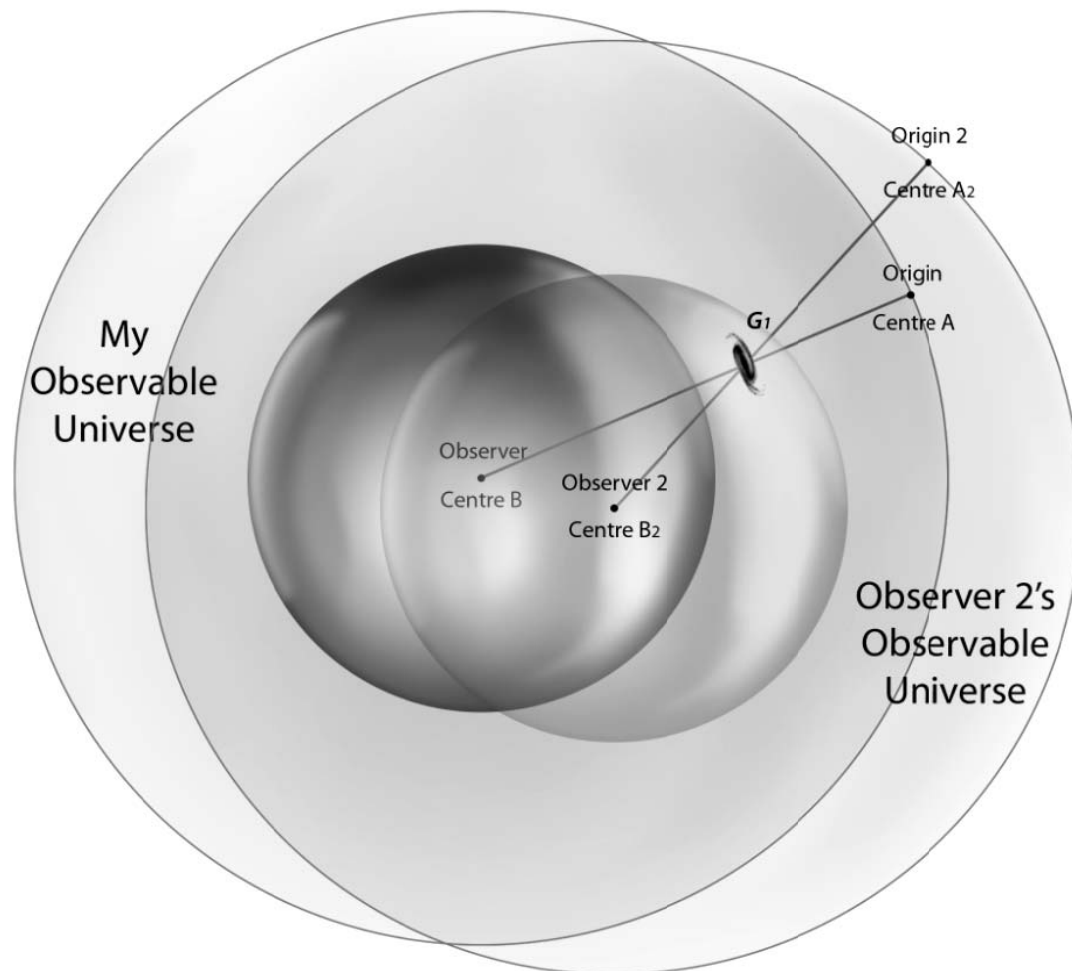 Origin 2
Centre A2
Origin
Centre A
G1
My
Observable
Universe
Observer
Centre B
Observer 2
Centre B2
Observer 2's
Observable
Universe